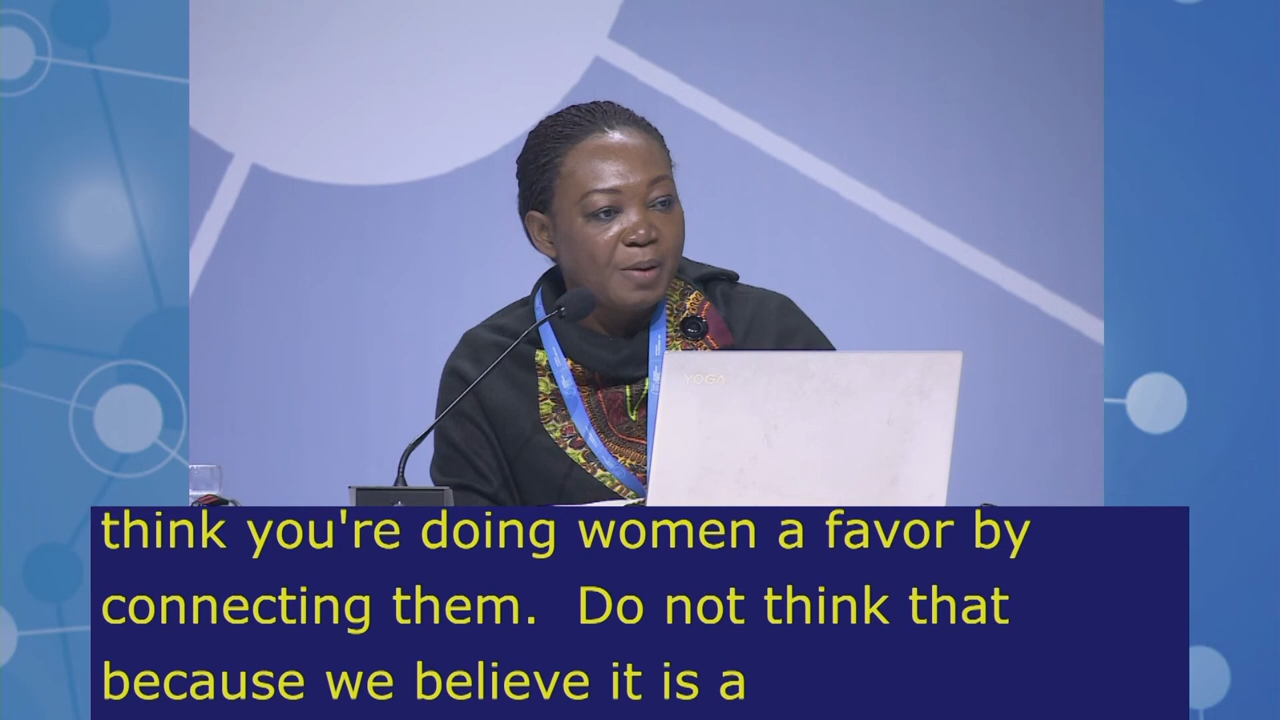 YOGA
think you're doing women a favor by
connecting them.  Do not think that
because we believe it is a